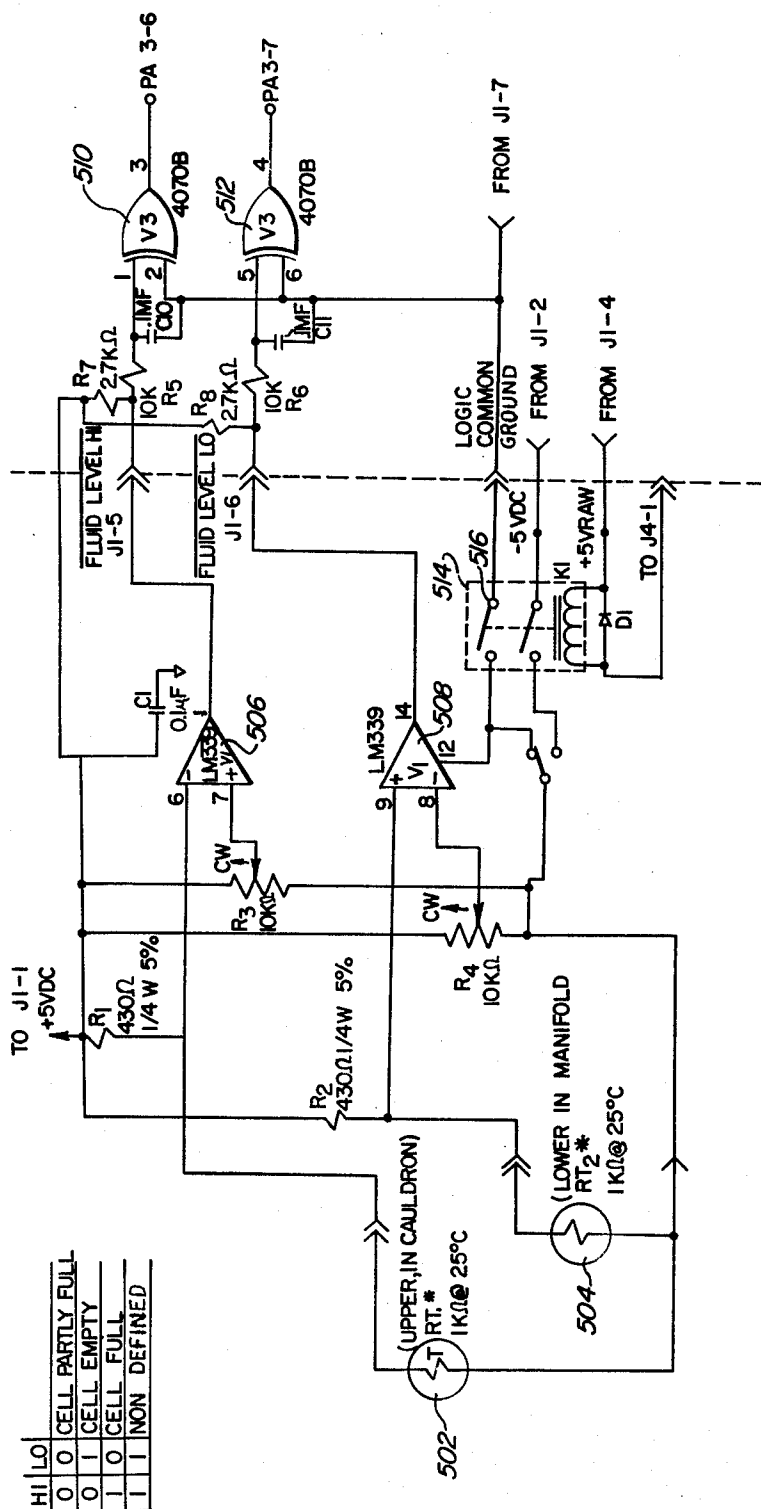 HI LO
0 0 CELL PARTLY FULL
0 1 CELL EMPTY
1 0 CELL FULL
1 1 NON DEFINED
TO J1-1
+5VDC
R1
430Ω
1/4 W 5%
R2
430Ω 1/4W 5%
(UPPER, IN CAULDRON)
RT.*
1KΩ@ 25°C
T
502
(LOWER IN MANIFOLD
RT2*
1KΩ@ 25°C
504
R3
10KΩ
CW
R4
10KΩ
CW
C1
0.1µF
6
7
-
+
LM339
V1
1
506
LM339
9
8
+
-
V1
14
12
508
FLUID LEVEL HI
J1-5
FLUID LEVEL LO
J1-6
R7
2.7KΩ
10K
R5
R8
2.7KΩ
10K
R6
.1MF
C10
.1MF
C11
1
2
V3
3
510
4070B
PA 3-6
5
6
V3
4
512
4070B
PA3-7
LOGIC
COMMON
GROUND
FROM J1-7
-5VDC
FROM J1-2
+5VRAW
FROM J1-4
TO J4-1
514
516
K1
D1